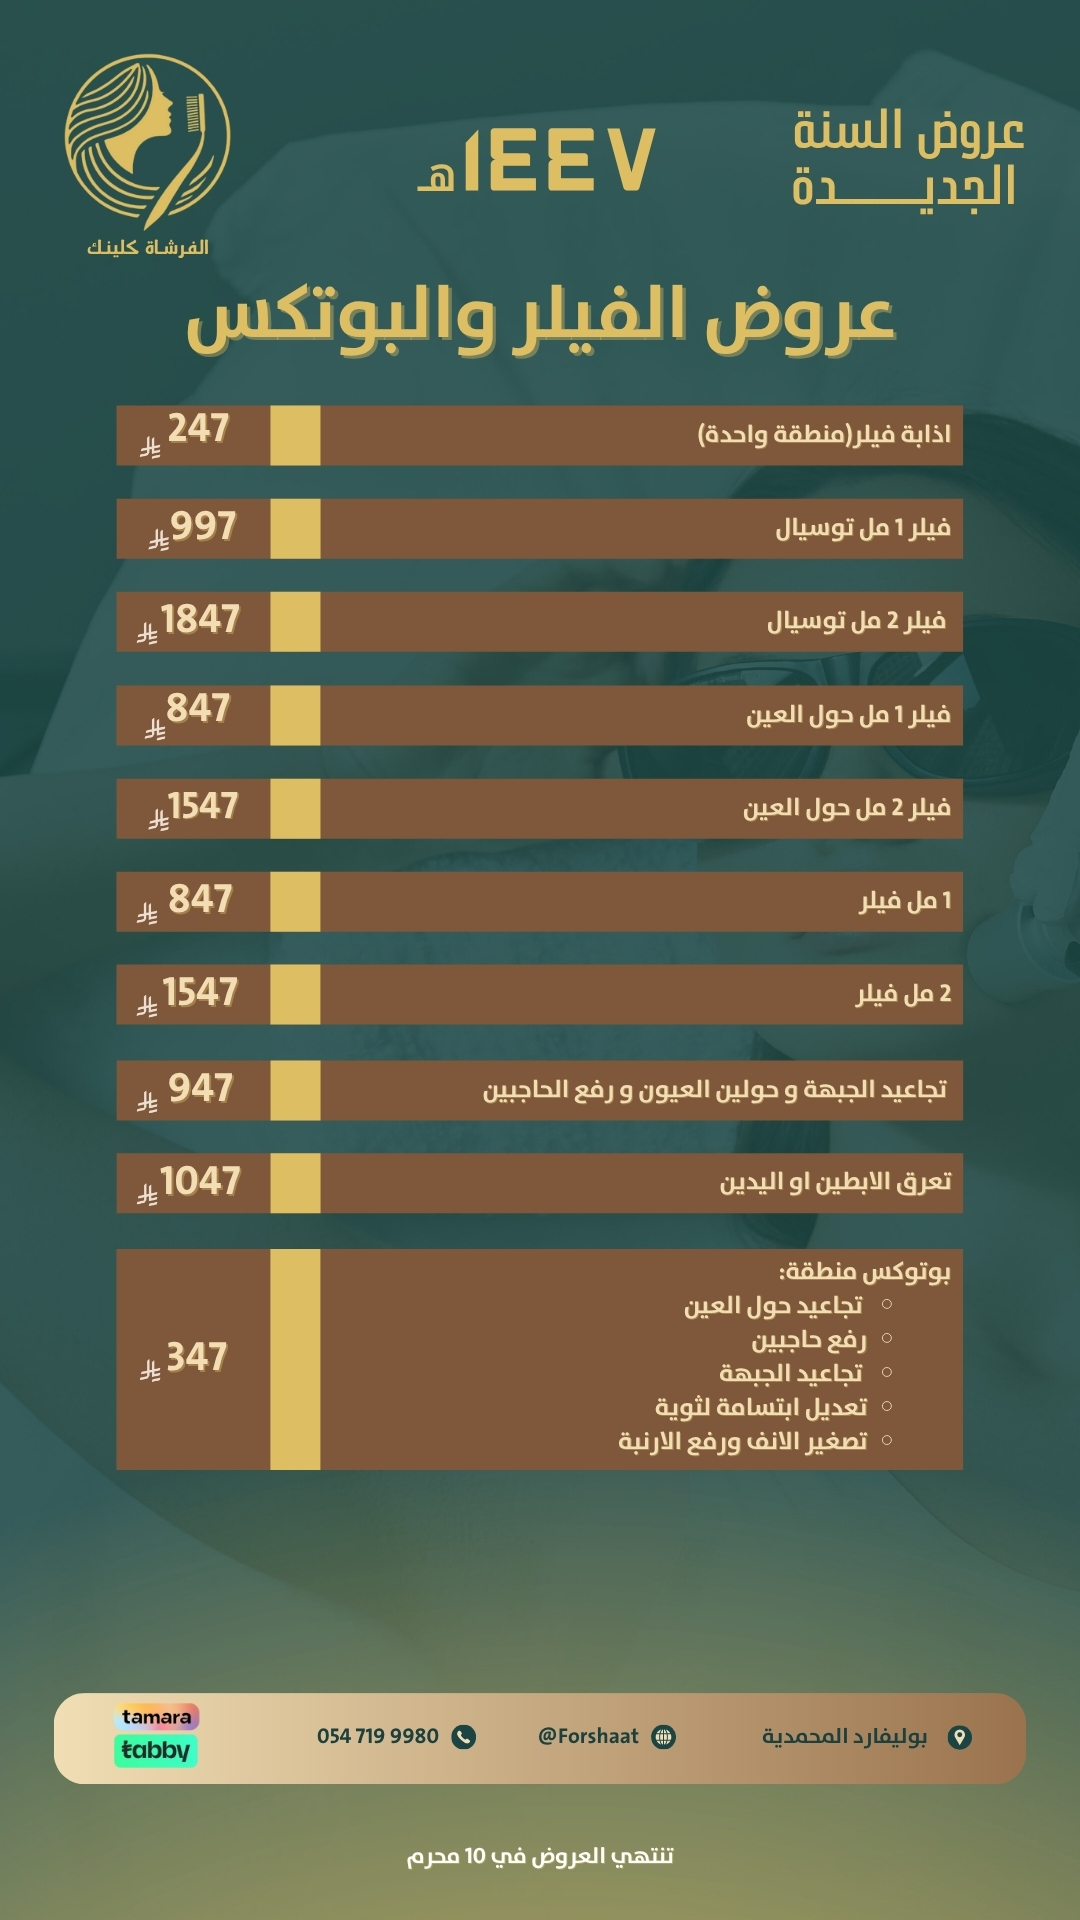 عروض السنة
الجديـــــــدة
١٤٤٧هـ
الفرشاة كلينك
عروض الفيلر والبوتكس
اذابة فيلر(منطقة واحدة) 247
فيلر 1 مل توسيال 997
فيلر 2 مل توسيال 1847
فيلر 1 مل حول العين 847
فيلر 2 مل حول العين 1547
1 مل فيلر 847
2 مل فيلر 1547
تجاعيد الجبهة و حولين العيون و رفع الحاجبين 947
تعرق الابطين او اليدين 1047
بوتوكس منطقة:
تجاعيد حول العين
رفع حاجبين
تجاعيد الجبهة
تعديل ابتسامة لثوية
تصغير الانف ورفع الارنبة
347
بوليفارد المحمدية
@Forshaat
054 719 9980
tamara
tabby
تنتهي العروض في 10 محرم